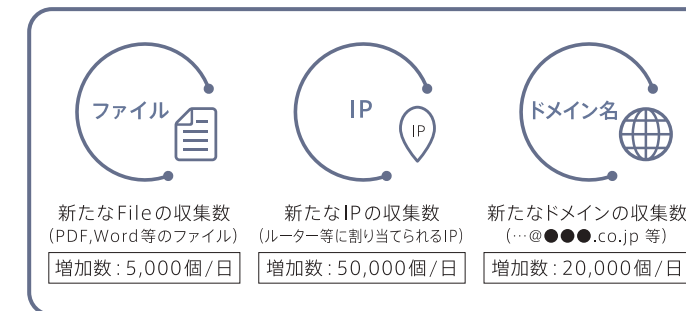 ファイル
IP
新たなFileの収集数
(PDF,Word等のファイル)
増加数:5,000個/日
IP
IP
新たなIPの収集数
(ルーター等に割り当てられるIP)
増加数:50,000個/日
ドメイン名
新たなドメインの収集数
(…@●●●.co.jp 等)
増加数:20,000個/日